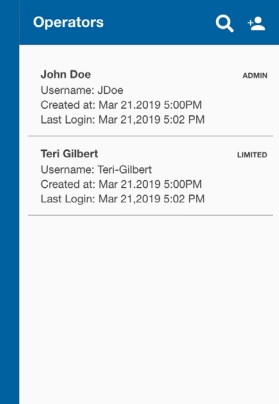 Operators
John Doe ADMIN
Username: JDoe
Created at: Mar 21.2019 5:00PM
Last Login: Mar 21,2019 5:02 PM
Teri Gilbert LIMITED
Username: Teri-Gilbert
Created at: Mar 21.2019 5:00PM
Last Login: Mar 21,2019 5:02 PM